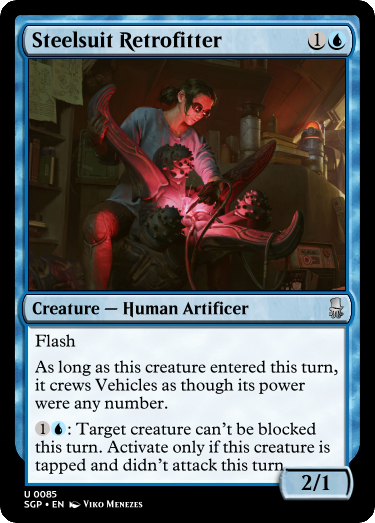 Steelsuit Retrofitter 1
Creature — Human Artificer
Flash
As long as this creature entered this turn,
it crews Vehicles as though its power
were any number.
1: Target creature can't be blocked
this turn. Activate only if this creature is
tapped and didn't attack this turn.
2/1
U 0085
SGP • EN Viko Menezes